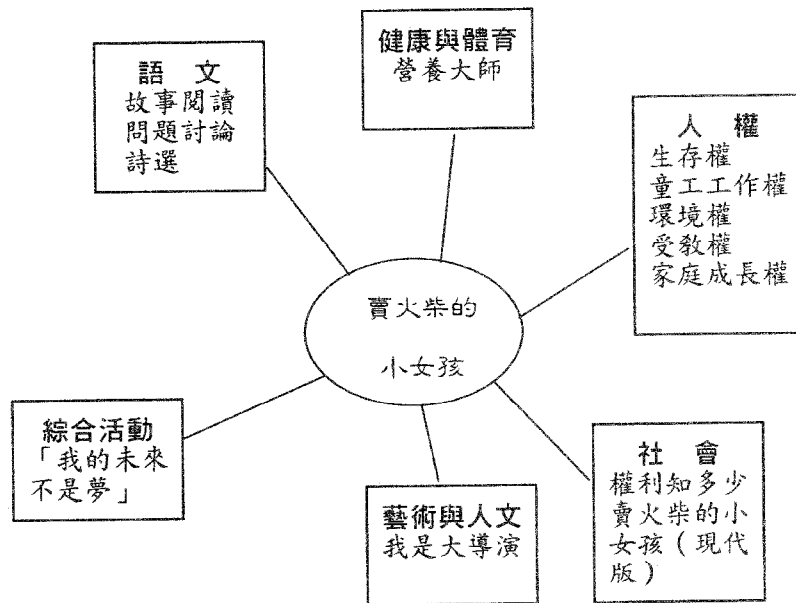 健康與體育
營養大師
語 文
故事閱讀
問題討論
詩選
人 權
生存權
童工工作權
環境權
受教權
家庭成長權
賣火柴的
小女孩
綜合活動
「我的未來
不是夢」
藝術與人文
我是大導演
社 會
權利知多少
賣火柴的小
女孩(現代
版)